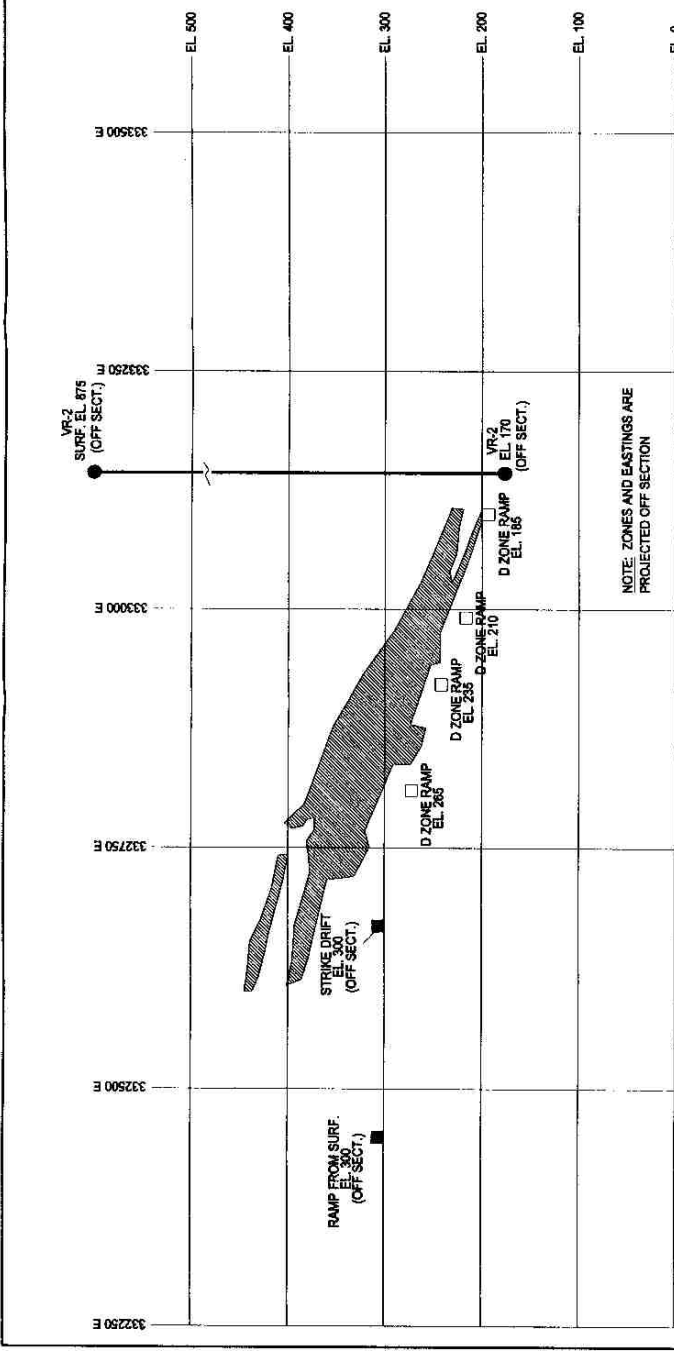 VR-2
SURF. EL. 875
(OFF SECT.)
EL. 500
EL. 400
EL. 300
EL. 200
EL. 100
EL. 0
333500 E
333250 E
333000 E
332750 E
332500 E
332250 E
VR-2
EL. 170
(OFF SECT.)
D ZONE RAMP
EL. 185
D ZONE RAMP
EL. 210
D ZONE RAMP
EL. 235
D ZONE RAMP
EL. 265
STRIKE DRIFT
EL. 300
(OFF SECT.)
RAMP FROM SURF.
EL. 300
(OFF SECT.)
NOTE: ZONES AND EASTINGS ARE
PROJECTED OFF SECTION